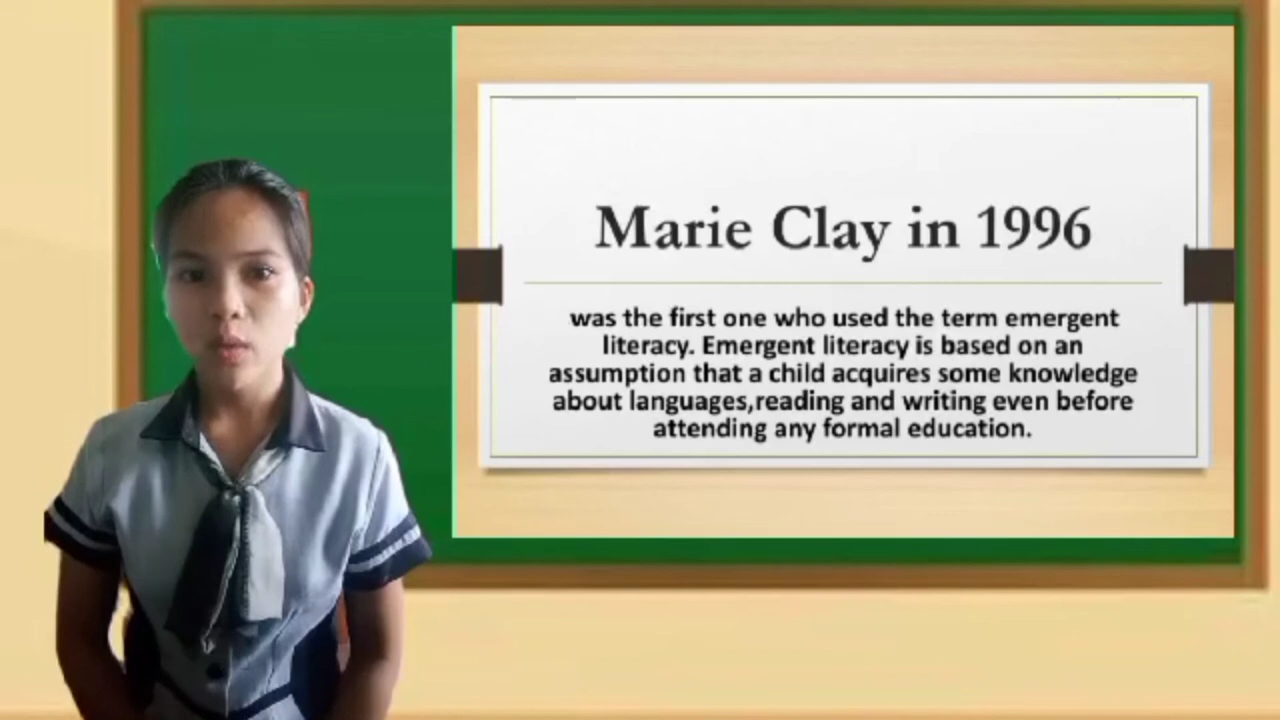 Marie Clay in 1996
was the first one who used the term emergent
literacy. Emergent literacy is based on an
assumption that a child acquires some knowledge
about languages,reading and writing even before
attending any formal education.